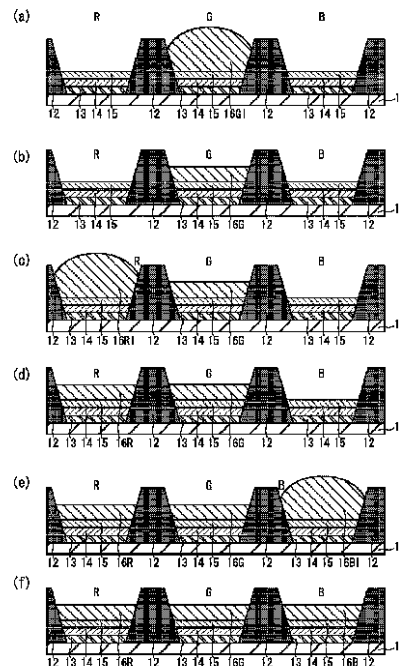 (a) R G B
1
12 13 14 15 12 13 14 15 16GI 12 13 14 15 12
(b) R G B
1
12 13 14 15 12 13 14 15 16G 12 13 14 15 12
(c) R G B
1
12 13 14 15 16RI 12 13 14 15 16G 12 13 14 15 12
(d) R G B
1
12 13 14 15 16R 12 13 14 15 16G 12 13 14 15 12
(e) R G B
1
12 13 14 15 16R 12 13 14 15 16G 12 13 14 15 16BI 12
(f) R G B
1
12 13 14 15 16R 12 13 14 15 16G 12 13 14 15 16B 12